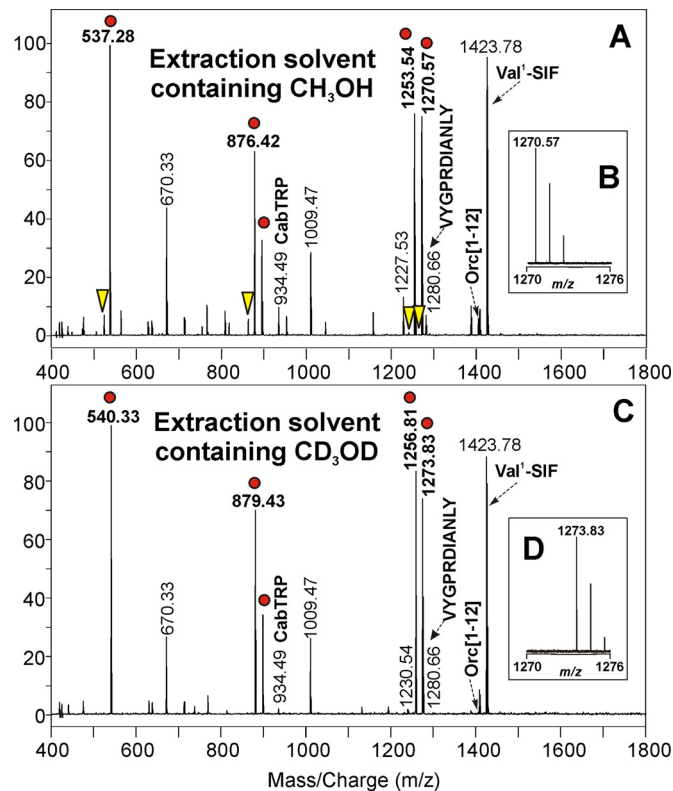 A
Extraction solvent
containing CH3OH
537.28
876.42
670.33
934.49 CabTRP
1009.47
1227.53
1253.54
1270.57
1280.66 VYGPRDIANLY
Orc[1-12]
1423.78
Val1-SIF
B
1270.57
1270 1276
m/z
100
80
60
40
20
0
400 600 800 1000 1200 1400 1600 1800
C
Extraction solvent
containing CD3OD
540.33
879.43
670.33
934.49 CabTRP
1009.47
1230.54
1256.81
1273.83
1280.66 VYGPRDIANLY
Orc[1-12]
1423.78
Val1-SIF
D
1273.83
1270 1276
m/z
100
80
60
40
20
0
400 600 800 1000 1200 1400 1600 1800
Mass/Charge (m/z)